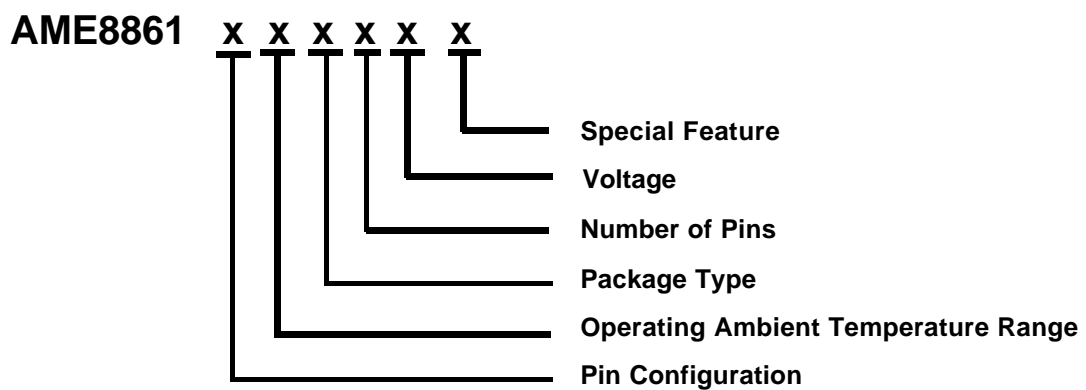 AME8861 x x x x x x
Special Feature
Voltage
Number of Pins
Package Type
Operating Ambient Temperature Range
Pin Configuration